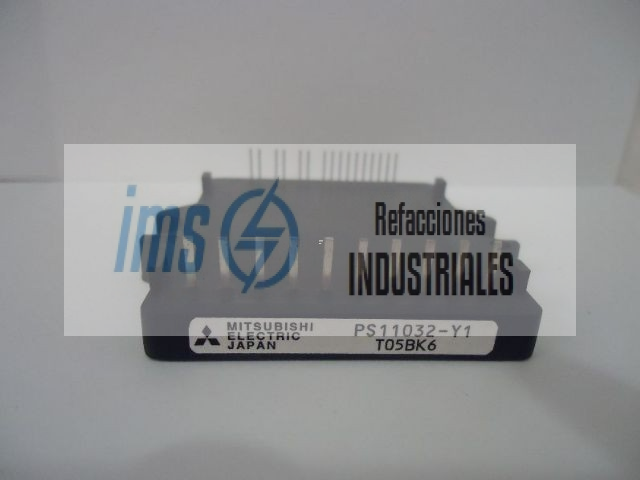 ims
Refacciones
INDUSTRIALES
MITSUBISHI
ELECTRIC
JAPAN
PS11032-Y1
T05BK6